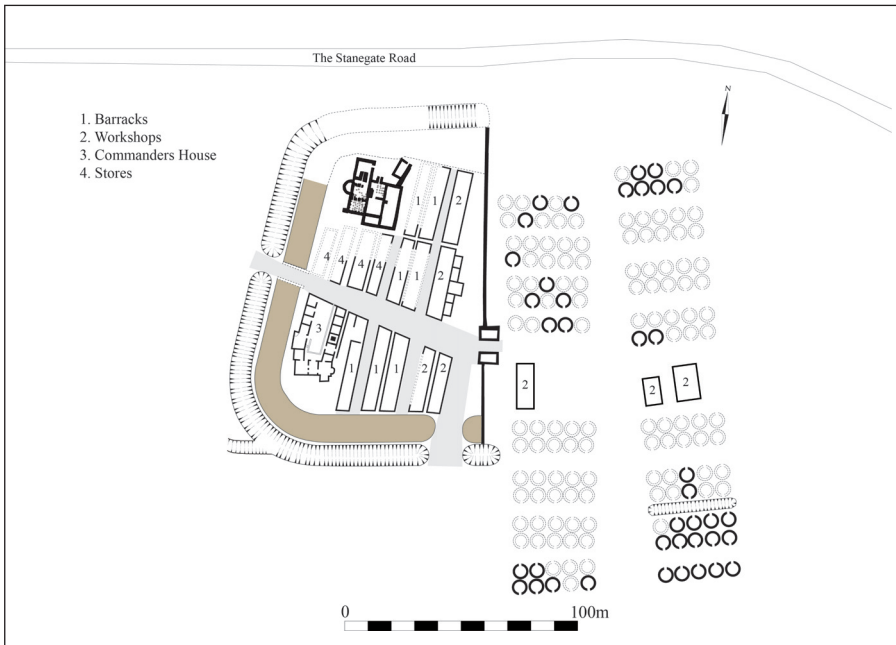 The Stanegate Road
N
1. Barracks
2. Workshops
3. Commanders House
4. Stores
1 1 2
4 4 4 4 1 1 2
3
1 1 1 2 2
2
2 2
0 100m